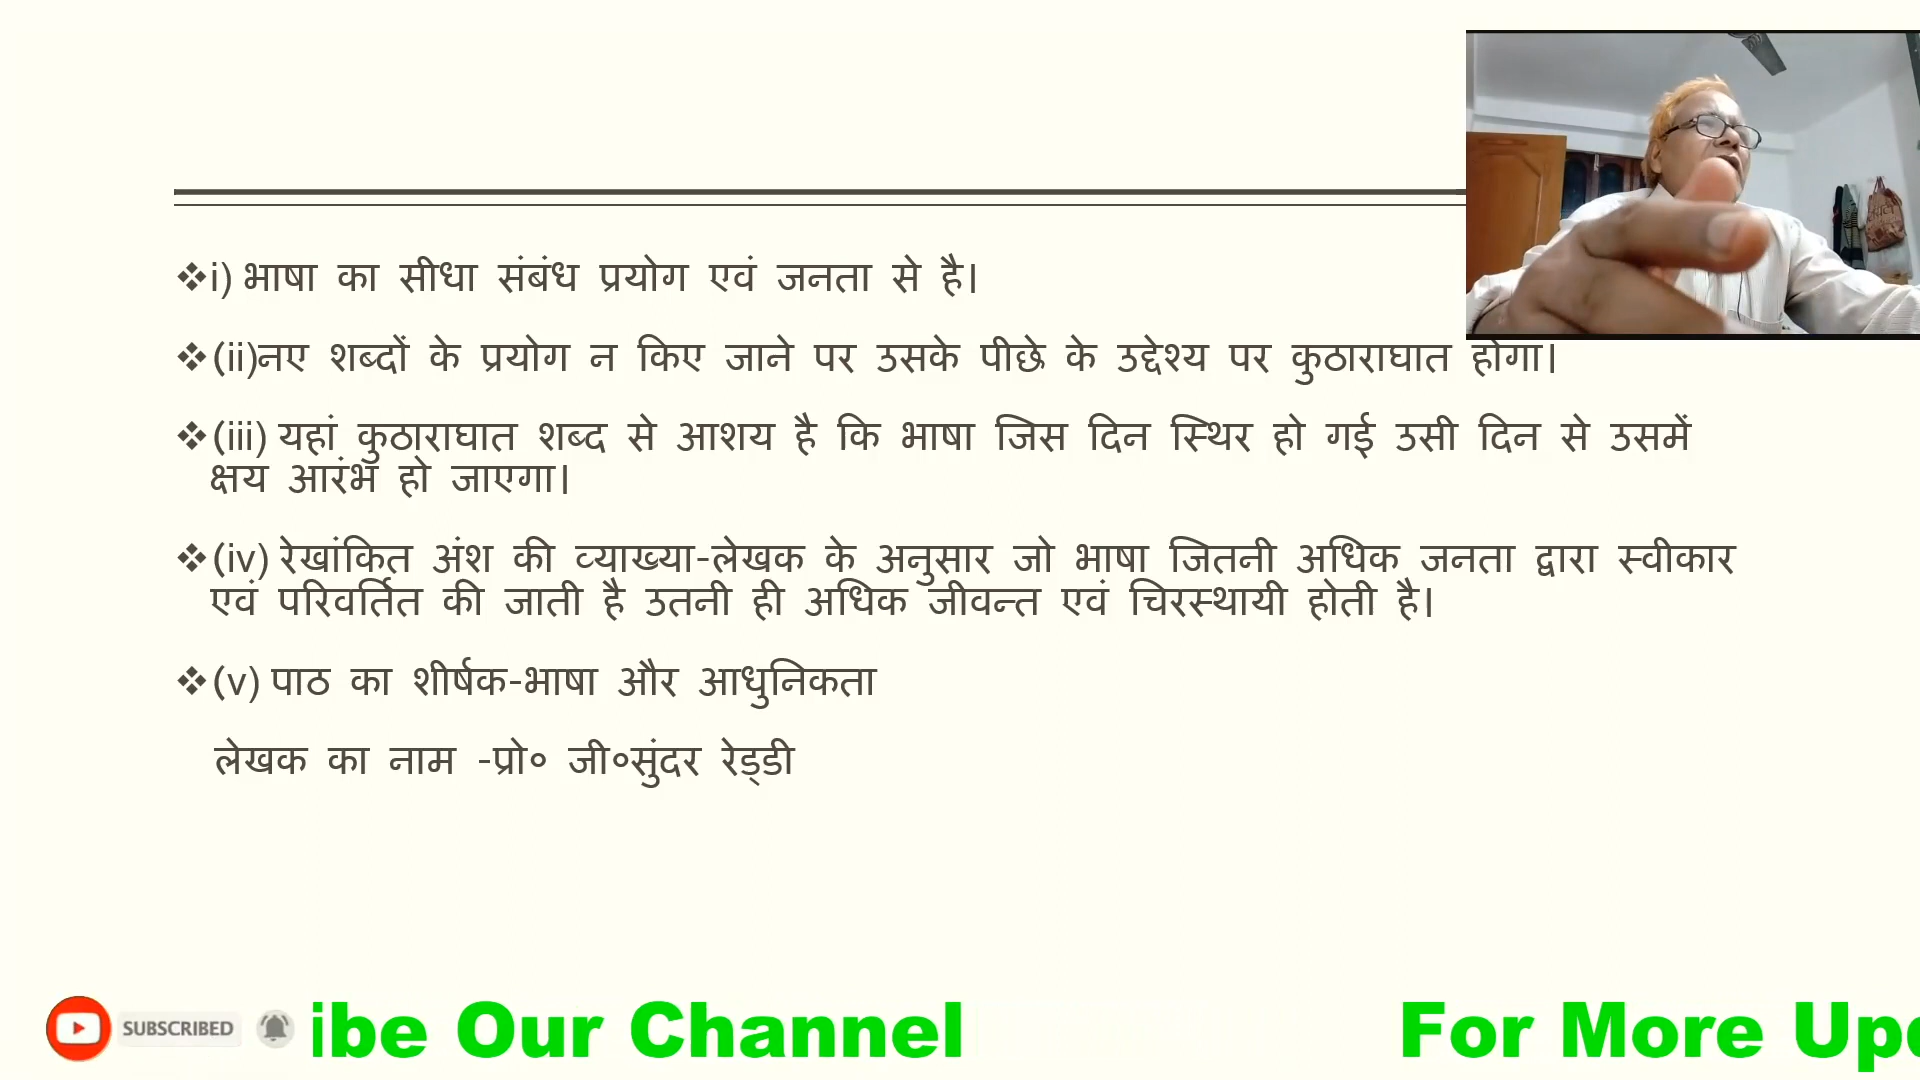 ❖i) भाषा का सीधा संबंध प्रयोग एवं जनता से है।
❖(ii)नए शब्दों के प्रयोग न किए जाने पर उसके पीछे के उद्देश्य पर कुठाराघात होगा।
❖(iii) यहां कुठाराघात शब्द से आशय है कि भाषा जिस दिन स्थिर हो गई उसी दिन से उसमें
क्षय आरंभ हो जाएगा।
❖(iv) रेखांकित अंश की व्याख्या-लेखक के अनुसार जो भाषा जितनी अधिक जनता द्वारा स्वीकार
एवं परिवर्तित की जाती है उतनी ही अधिक जीवन्त एवं चिरस्थायी होती है।
❖(v) पाठ का शीर्षक-भाषा और आधुनिकता
लेखक का नाम -प्रो० जी०सुंदर रेड्डी
SUBSCRIBED ibe Our Channel For More Upd